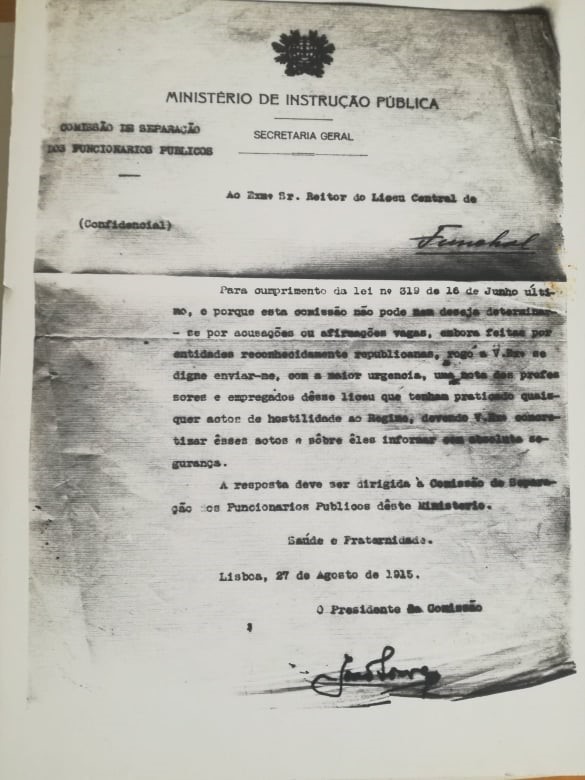 MINISTÉRIO DE INSTRUÇÃO PÚBLICA
SECRETARIA GERAL
COMISSÃO DE SEPARAÇÃO
DOS FUNCIONARIOS PUBLICOS
Ao Exmº Sr. Reitor do Liceu Central de
(Confidencial)
Funchal
Para cumprimento da lei nº 319 de 16 de Junho últi-
mo, e porque esta comissão não pode nem deseja determinar-
- se por acusações ou afirmações vagas, embora feitas por
entidades reconhecidamente republicanas, rogo a V.Exª se
digne enviar-me, com a maior urgencia, uma nota dos profes
sores e empregados dêsse liceu que tenham praticado quais-
quer actos de hostilidade ao Regime, devendo V.Exª concre-
tizar êsses actos e sôbre êles informar com absoluta se-
gurança.
A resposta deve ser dirigida à Comissão de Separa-
ção dos Funcionarios Publicos dêste Ministerio.
Saúde e Fraternidade.
Lisboa, 27 de Agosto de 1915.
O Presidente da Comissão